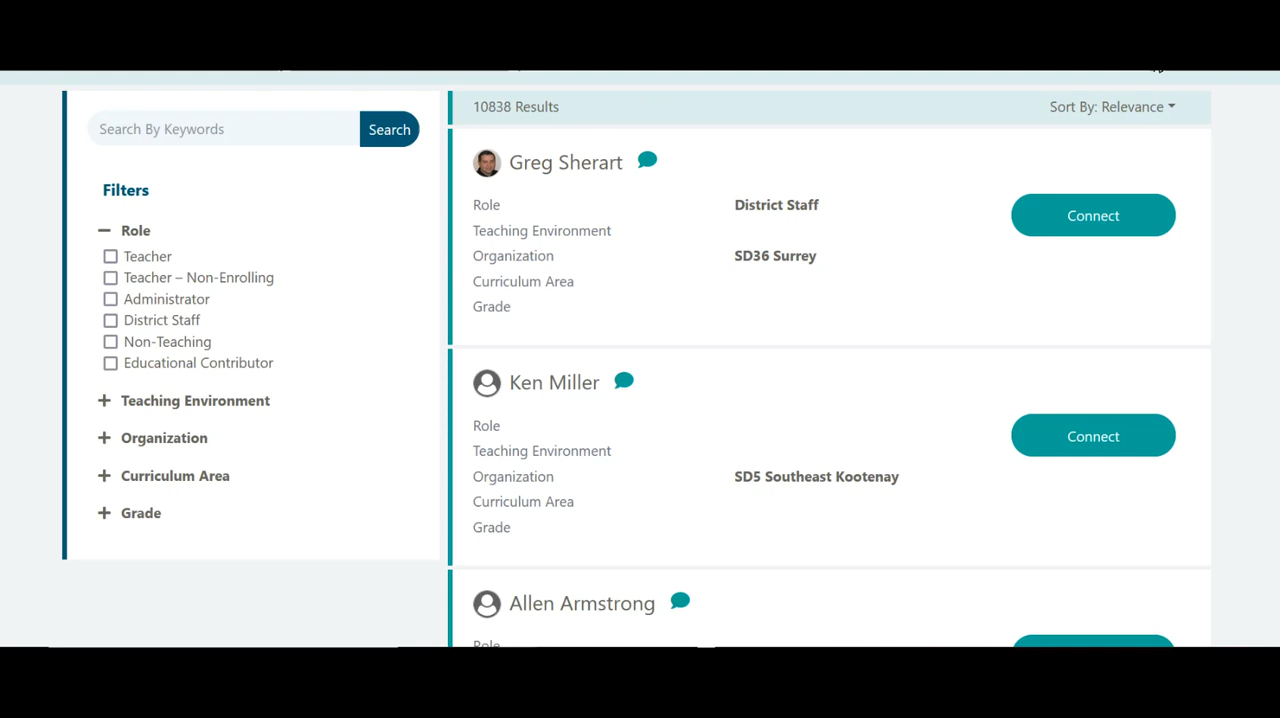 Search By Keywords
Search
Filters
Role
Teacher
Teacher – Non-Enrolling
Administrator
District Staff
Non-Teaching
Educational Contributor
Teaching Environment
Organization
Curriculum Area
Grade
10838 Results
Sort By: Relevance
Greg Sherart
Role District Staff
Teaching Environment
Organization SD36 Surrey
Curriculum Area
Grade
Connect
Ken Miller
Role
Teaching Environment
Organization SD5 Southeast Kootenay
Curriculum Area
Grade
Connect
Allen Armstrong
Role